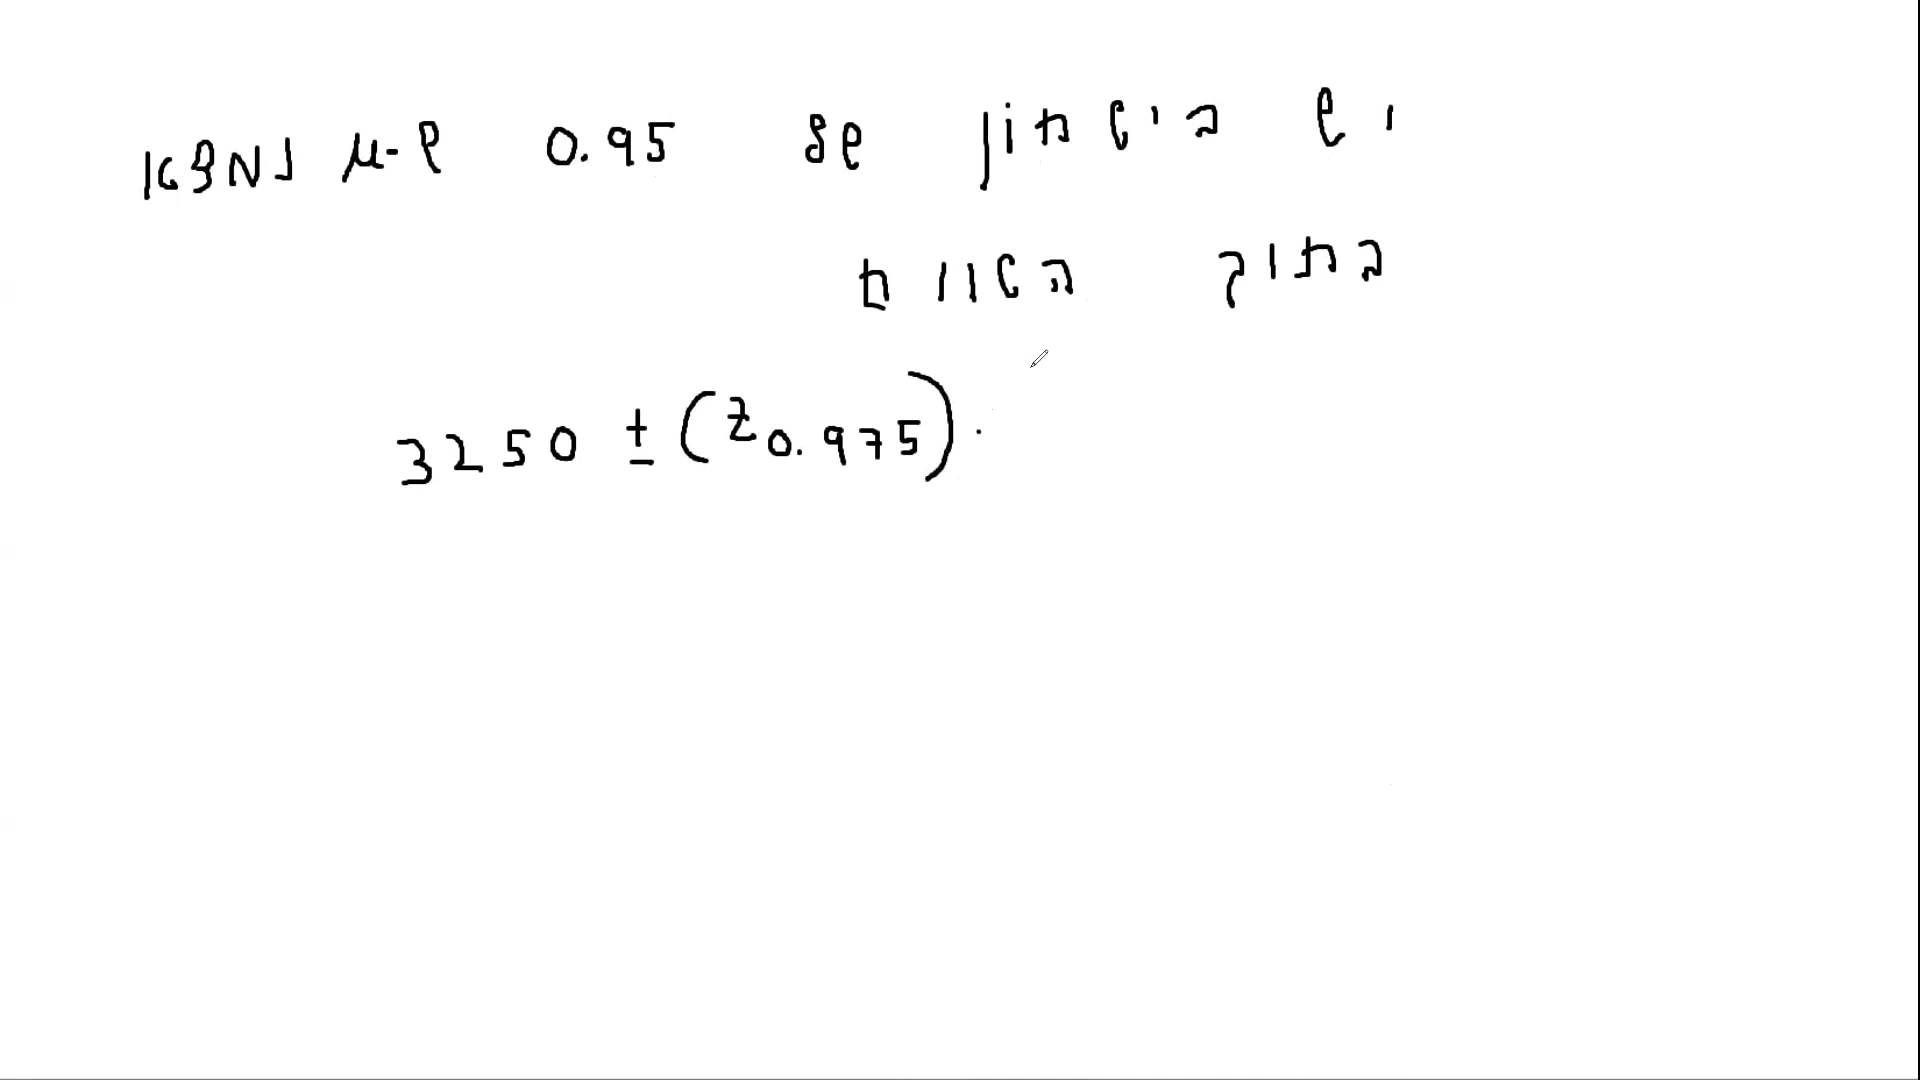 יש ביטחון של 0.95 ש-μ נמצא
בתוך הטווח
3250 ± (Z0.975) ·